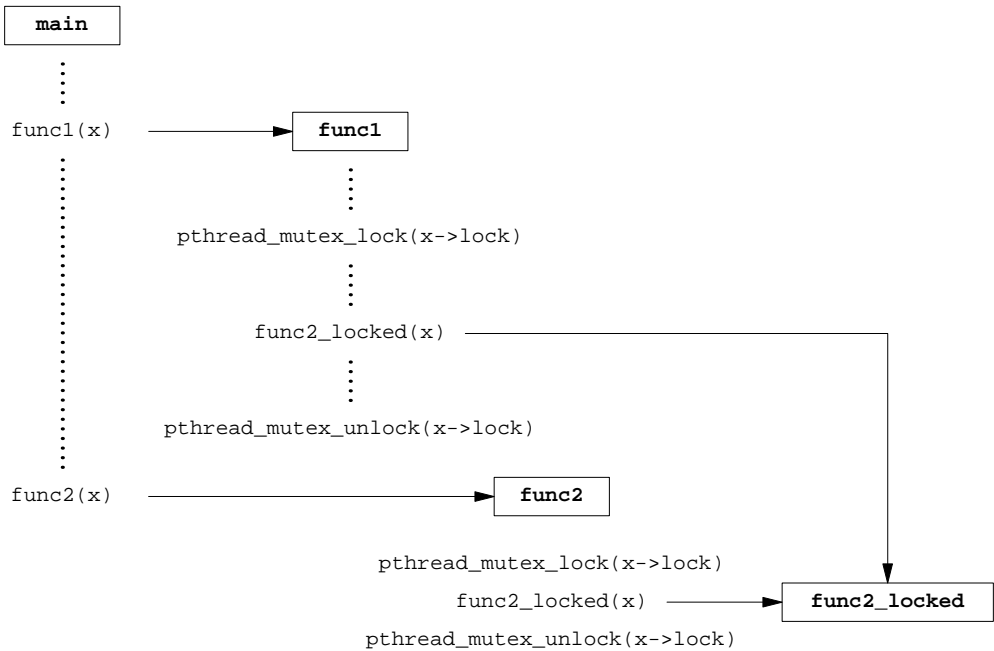 main
func1(x)
func1
pthread_mutex_lock(x->lock)
func2_locked(x)
pthread_mutex_unlock(x->lock)
func2(x)
func2
pthread_mutex_lock(x->lock)
func2_locked(x)
func2_locked
pthread_mutex_unlock(x->lock)